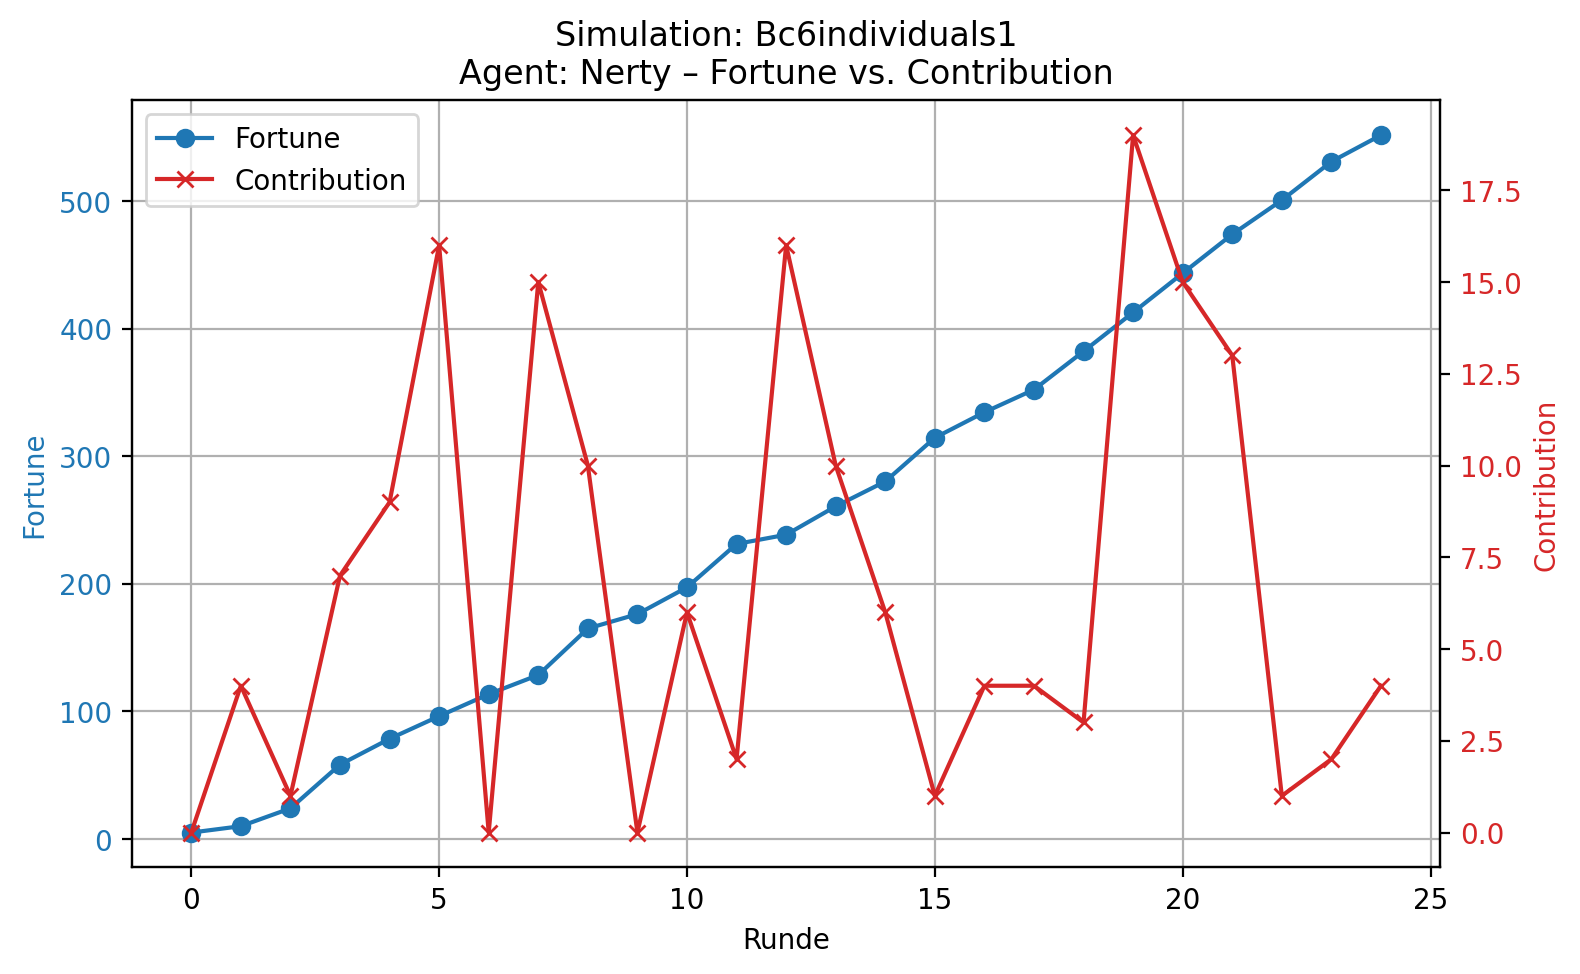 Simulation: Bc6individuals1
Agent: Nerty – Fortune vs. Contribution
Fortune
Contribution
500
400
300
200
100
0
Fortune
17.5
15.0
12.5
10.0
7.5
5.0
2.5
0.0
Contribution
0 5 10 15 20 25
Runde